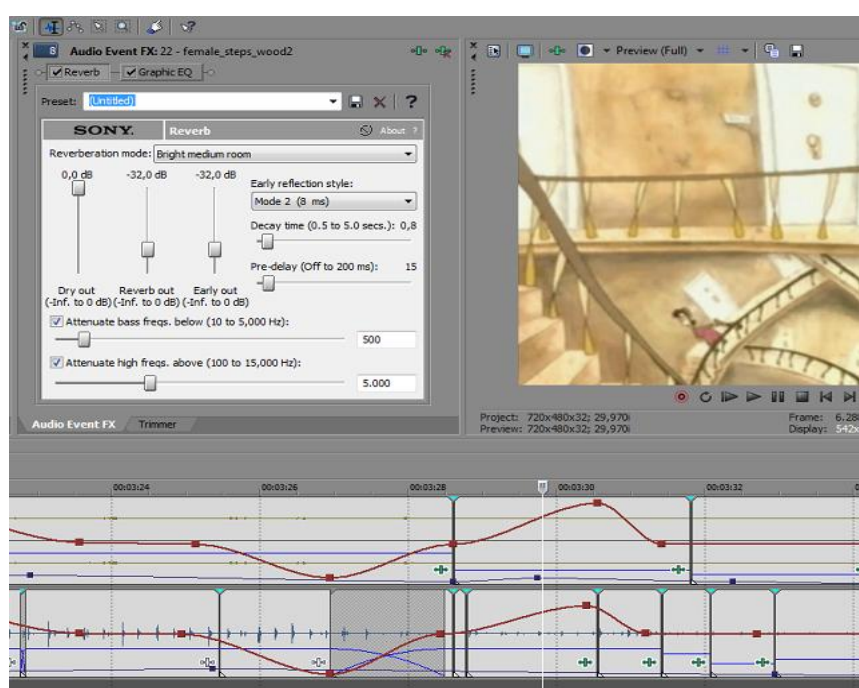 8 Audio Event FX: 22 - female_steps_wood2
Reverb Graphic EQ
Preset: (Untitled)
SONY. Reverb About ?
Reverberation mode: Bright medium room
0,0 dB -32,0 dB -32,0 dB
Early reflection style:
Mode 2 (8 ms)
Decay time (0.5 to 5.0 secs.): 0,8
Pre-delay (Off to 200 ms): 15
Dry out Reverb out Early out
(-Inf. to 0 dB) (-Inf. to 0 dB) (-Inf. to 0 dB)
Attenuate bass freqs. below (10 to 5,000 Hz):
500
Attenuate high freqs. above (100 to 15,000 Hz):
5.000
Audio Event FX Trimmer
Preview (Full)
Project: 720x480x32; 29,970i Frame: 6.28
Preview: 720x480x32; 29,970i Display: 542x
00:03:24 00:03:26 00:03:28 00:03:30 00:03:32